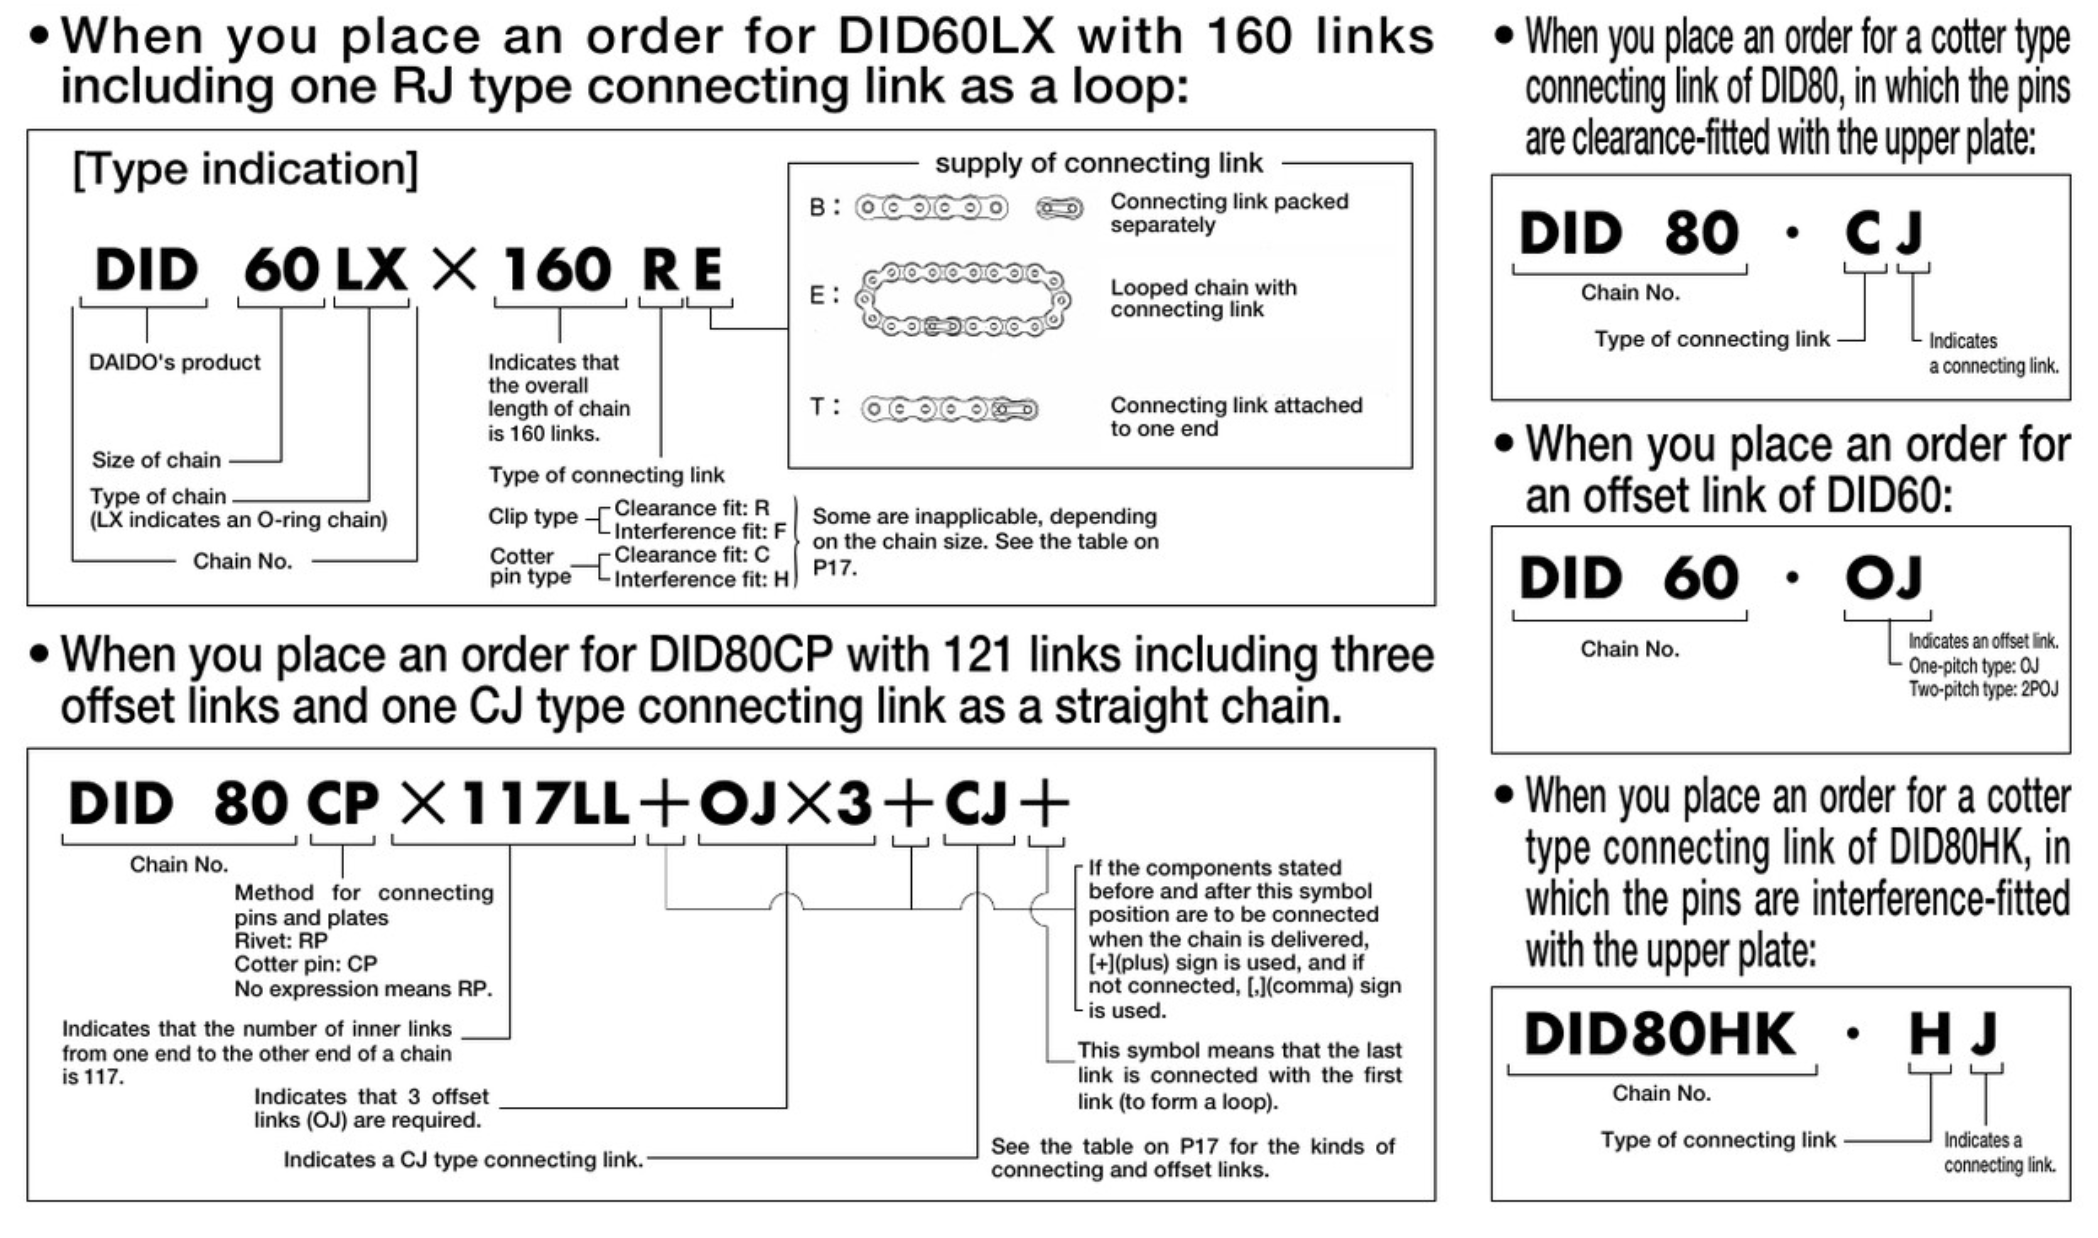 • When you place an order for DID60LX with 160 links
including one RJ type connecting link as a loop:
[Type indication]
DID 60 LX × 160 R E
DAIDO's product
Size of chain
Type of chain
(LX indicates an O-ring chain)
Chain No.
Indicates that
the overall
length of chain
is 160 links.
Type of connecting link
Clip type
Clearance fit: R
Interference fit: F
Cotter
pin type
Clearance fit: C
Interference fit: H
Some are inapplicable, depending
on the chain size. See the table on
P17.
supply of connecting link
B :
Connecting link packed
separately
E :
Looped chain with
connecting link
T :
Connecting link attached
to one end
• When you place an order for DID80CP with 121 links including three
offset links and one CJ type connecting link as a straight chain.
DID 80 CP × 117LL + OJ×3 + CJ +
Chain No.
Method for connecting
pins and plates
Rivet: RP
Cotter pin: CP
No expression means RP.
Indicates that the number of inner links
from one end to the other end of a chain
is 117.
Indicates that 3 offset
links (OJ) are required.
Indicates a CJ type connecting link.
If the components stated
before and after this symbol
position are to be connected
when the chain is delivered,
[+](plus) sign is used, and if
not connected, [,](comma) sign
is used.
This symbol means that the last
link is connected with the first
link (to form a loop).
See the table on P17 for the kinds of
connecting and offset links.
• When you place an order for a cotter type
connecting link of DID80, in which the pins
are clearance-fitted with the upper plate:
DID 80 · C J
Chain No.
Type of connecting link
Indicates
a connecting link.
• When you place an order for
an offset link of DID60:
DID 60 · OJ
Chain No.
Indicates an offset link.
One-pitch type: OJ
Two-pitch type: 2POJ
• When you place an order for a cotter
type connecting link of DID80HK, in
which the pins are interference-fitted
with the upper plate:
DID80HK · H J
Chain No.
Type of connecting link
Indicates a
connecting link.